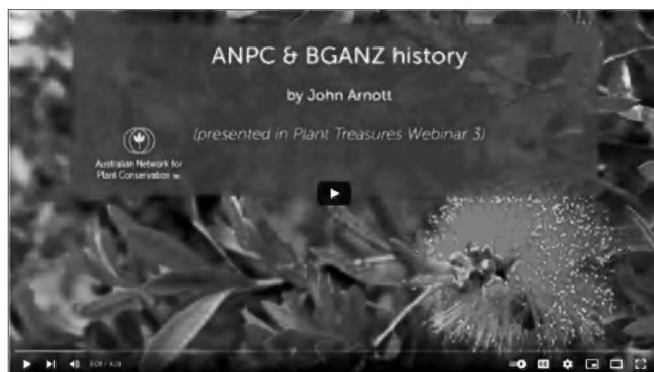 ANPC & BGANZ history
by John Arnott
(presented in Plant Treasures Webinar 3)
Australian Network for
Plant Conservation Inc